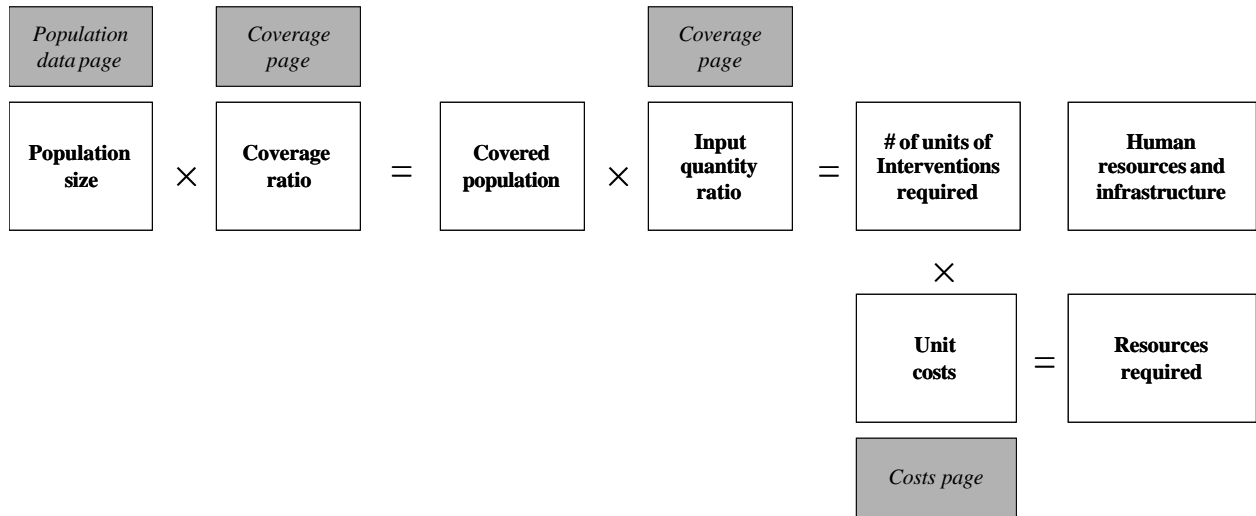 Population
data page
Coverage
page
Coverage
page
Population
size
×
Coverage
ratio
=
Covered
population
×
Input
quantity
ratio
=
# of units of
Interventions
required
Human
resources and
infrastructure
×
Unit
costs
=
Resources
required
Costs page